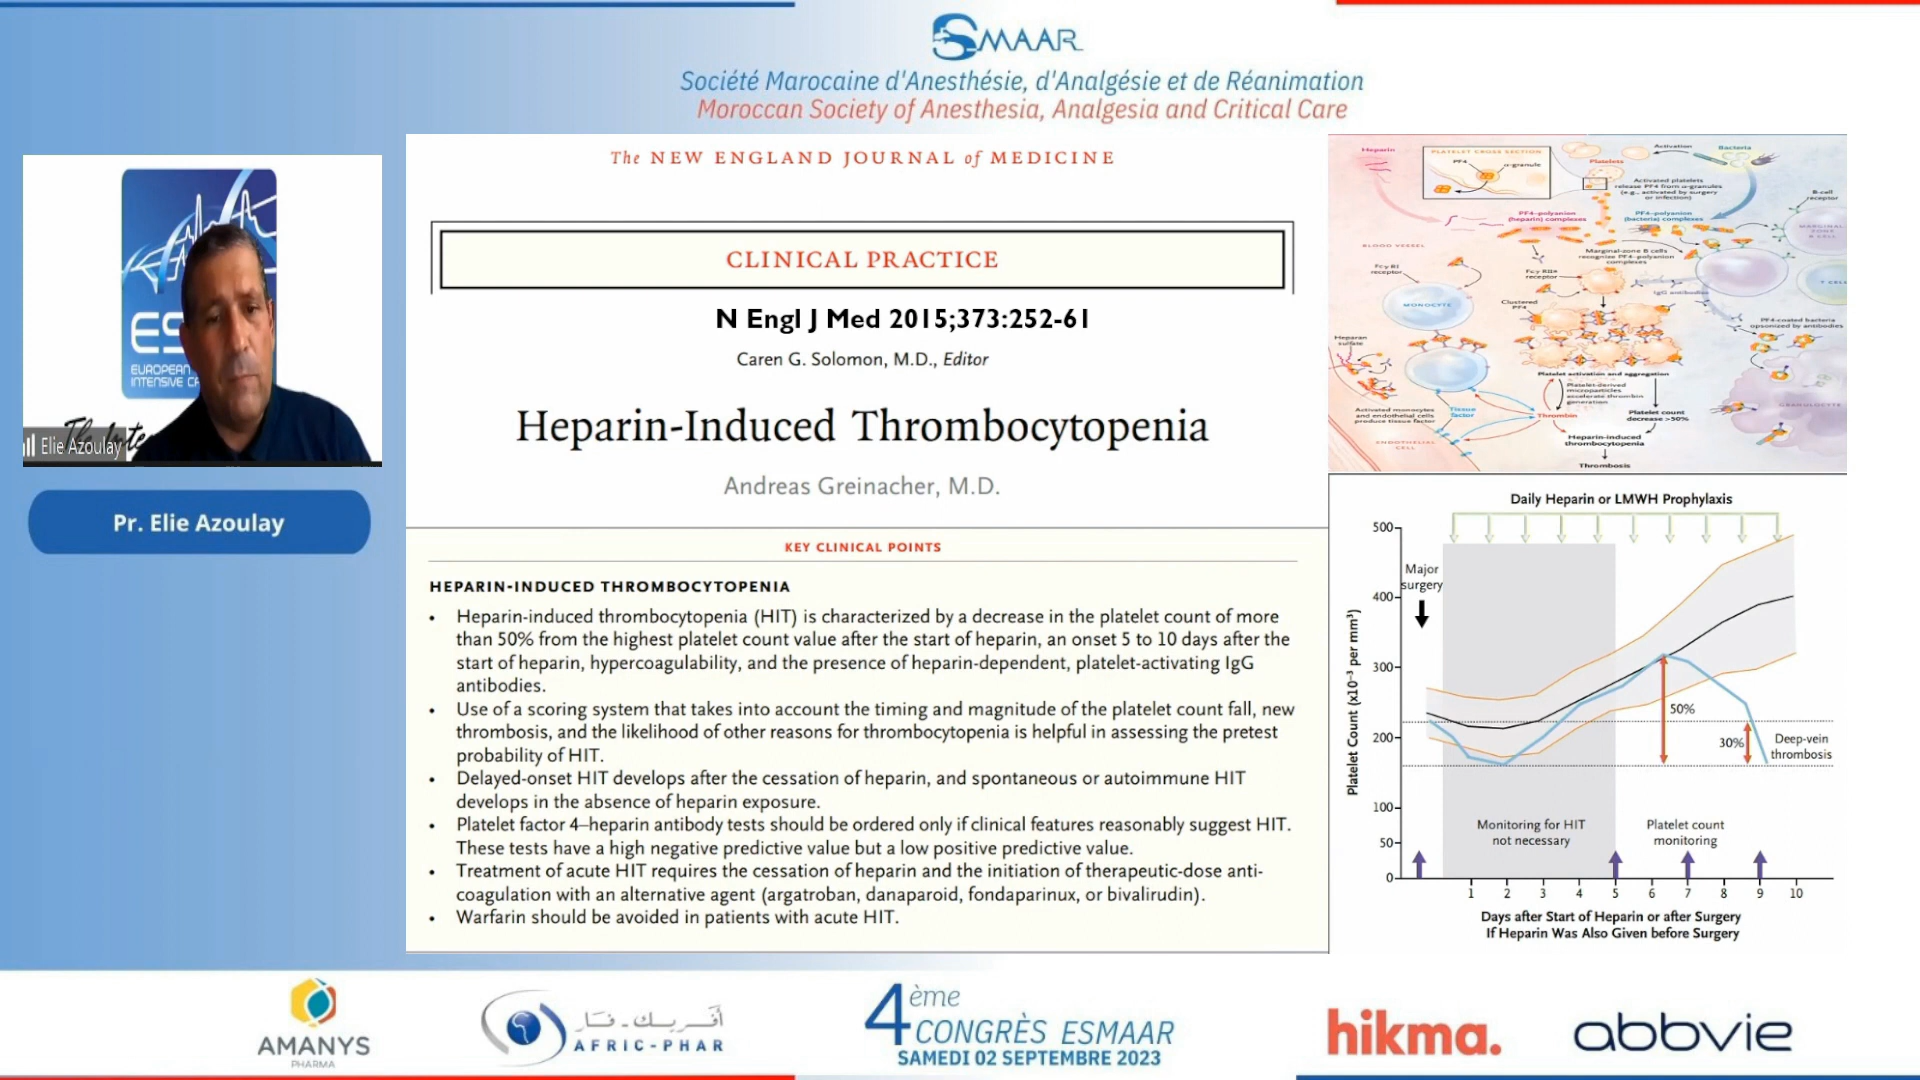 SMAAR
Société Marocaine d'Anesthésie, d'Analgésie et de Réanimation
Moroccan Society of Anesthesia, Analgesia and Critical Care
ES
EUROPEAN
INTENSIVE CA
Elie Azoulay
Pr. Elie Azoulay
The NEW ENGLAND JOURNAL of MEDICINE
CLINICAL PRACTICE
N Engl J Med 2015;373:252-61
Caren G. Solomon, M.D., Editor
Heparin-Induced Thrombocytopenia
Andreas Greinacher, M.D.
KEY CLINICAL POINTS
HEPARIN-INDUCED THROMBOCYTOPENIA
• Heparin-induced thrombocytopenia (HIT) is characterized by a decrease in the platelet count of more
than 50% from the highest platelet count value after the start of heparin, an onset 5 to 10 days after the
start of heparin, hypercoagulability, and the presence of heparin-dependent, platelet-activating IgG
antibodies.
• Use of a scoring system that takes into account the timing and magnitude of the platelet count fall, new
thrombosis, and the likelihood of other reasons for thrombocytopenia is helpful in assessing the pretest
probability of HIT.
• Delayed-onset HIT develops after the cessation of heparin, and spontaneous or autoimmune HIT
develops in the absence of heparin exposure.
• Platelet factor 4–heparin antibody tests should be ordered only if clinical features reasonably suggest HIT.
These tests have a high negative predictive value but a low positive predictive value.
• Treatment of acute HIT requires the cessation of heparin and the initiation of therapeutic-dose anti-
coagulation with an alternative agent (argatroban, danaparoid, fondaparinux, or bivalirudin).
• Warfarin should be avoided in patients with acute HIT.
Heparin
PLATELET CROSS SECTION
PF4
α-granule
Platelets
Activation
Bacteria
Activated platelets
release PF4 from α-granules
(e.g., activated by surgery
or infection)
B-cell
receptor
PF4–polyanion
(heparin) complexes
PF4–polyanion
(bacteria) complexes
MARGINAL-
ZONE
B CELL
BLOOD VESSEL
Marginal-zone B cells
recognize PF4–polyanion
complexes
Fcγ RI
receptor
Fcγ RIIA
receptor
T CELL
IgG antibodies
MONOCYTE
Clustered
PF4
PF4-coated bacteria
opsonized by antibodies
Heparan
sulfate
Platelet activation and aggregation
Platelet-derived
microparticles
accelerate thrombin
generation
Activated monocytes
and endothelial cells
produce tissue factor
Tissue
factor
Thrombin
Platelet count
decrease >50%
GRANULOCYTE
ENDOTHELIAL
CELL
Heparin-induced
thrombocytopenia
Thrombosis
Daily Heparin or LMWH Prophylaxis
Platelet Count (x10⁻³ per mm³)
500
400
300
200
100
50
0
Major
surgery
50%
30%
Deep-vein
thrombosis
Monitoring for HIT
not necessary
Platelet count
monitoring
1 2 3 4 5 6 7 8 9 10
Days after Start of Heparin or after Surgery
If Heparin Was Also Given before Surgery
AMANYS
PHARMA
أفريك-فار
AFRIC-PHAR
4ème
CONGRÈS ESMAAR
SAMEDI 02 SEPTEMBRE 2023
hikma.
abbvie